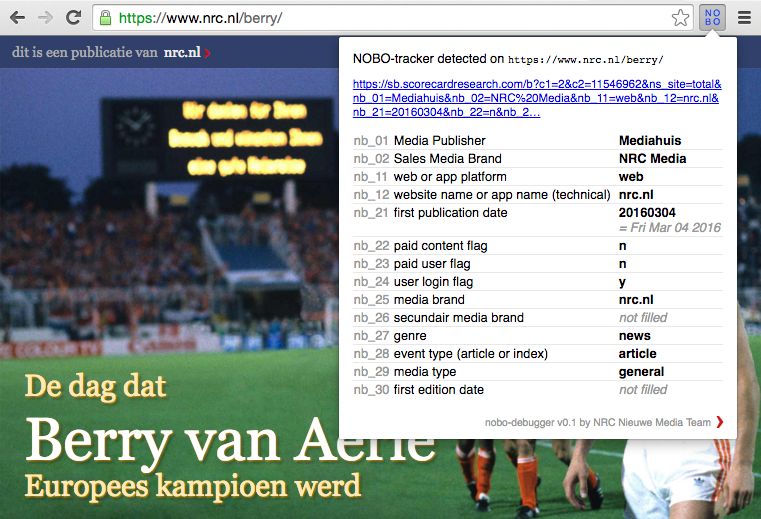 https://www.nrc.nl/berry/
NO
BO
dit is een publicatie van nrc.nl
NOBO-tracker detected on https://www.nrc.nl/berry/
https://sb.scorecardresearch.com/b?c1=2&c2=11546962&ns_site=total&
nb_01=Mediahuis&nb_02=NRC%20Media&nb_11=web&nb_12=nrc.nl&
nb_21=20160304&nb_22=n&nb_2...
nb_01 Media Publisher Mediahuis
nb_02 Sales Media Brand NRC Media
nb_11 web or app platform web
nb_12 website name or app name (technical) nrc.nl
nb_21 first publication date 20160304
= Fri Mar 04 2016
nb_22 paid content flag n
nb_23 paid user flag n
nb_24 user login flag y
nb_25 media brand nrc.nl
nb_26 secundair media brand not filled
nb_27 genre news
nb_28 event type (article or index) article
nb_29 media type general
nb_30 first edition date not filled
nobo-debugger v0.1 by NRC Nieuwe Media Team
Wir danken für Ihren
Besuch und wünschen Ihnen
eine gute Heimreise
De dag dat
Berry van Aerle
Europees kampioen werd